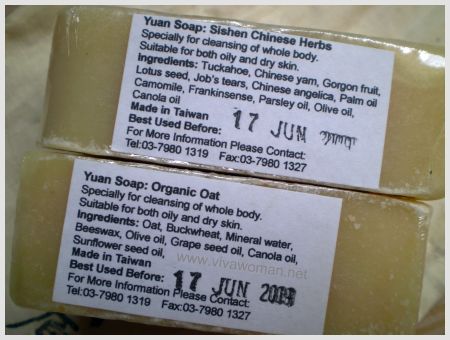 Yuan Soap: Sishen Chinese Herbs
Specially for cleansing of whole body.
Suitable for both oily and dry skin.
Ingredients: Tuckahoe, Chinese yam, Gorgon fruit,
Lotus seed, Job's tears, Chinese angelica, Palm oil
Camomile, Frankinsense, Parsley oil, Olive oil,
Canola oil
Made in Taiwan
Best Used Before: 17 JUN
For More Information Please Contact:
Tel:03-7980 1319 Fax:03-7980 1327
Yuan Soap: Organic Oat
Specially for cleansing of whole body.
Suitable for both oily and dry skin.
Ingredients: Oat, Buckwheat, Mineral water,
Beeswax, Olive oil, Grape seed oil, Canola oil,
Sunflower seed oil,
www.vivawoman.net
Made in Taiwan
Best Used Before: 17 JUN
For More Information Please Contact:
Tel:03-7980 1319 Fax:03-7980 1327